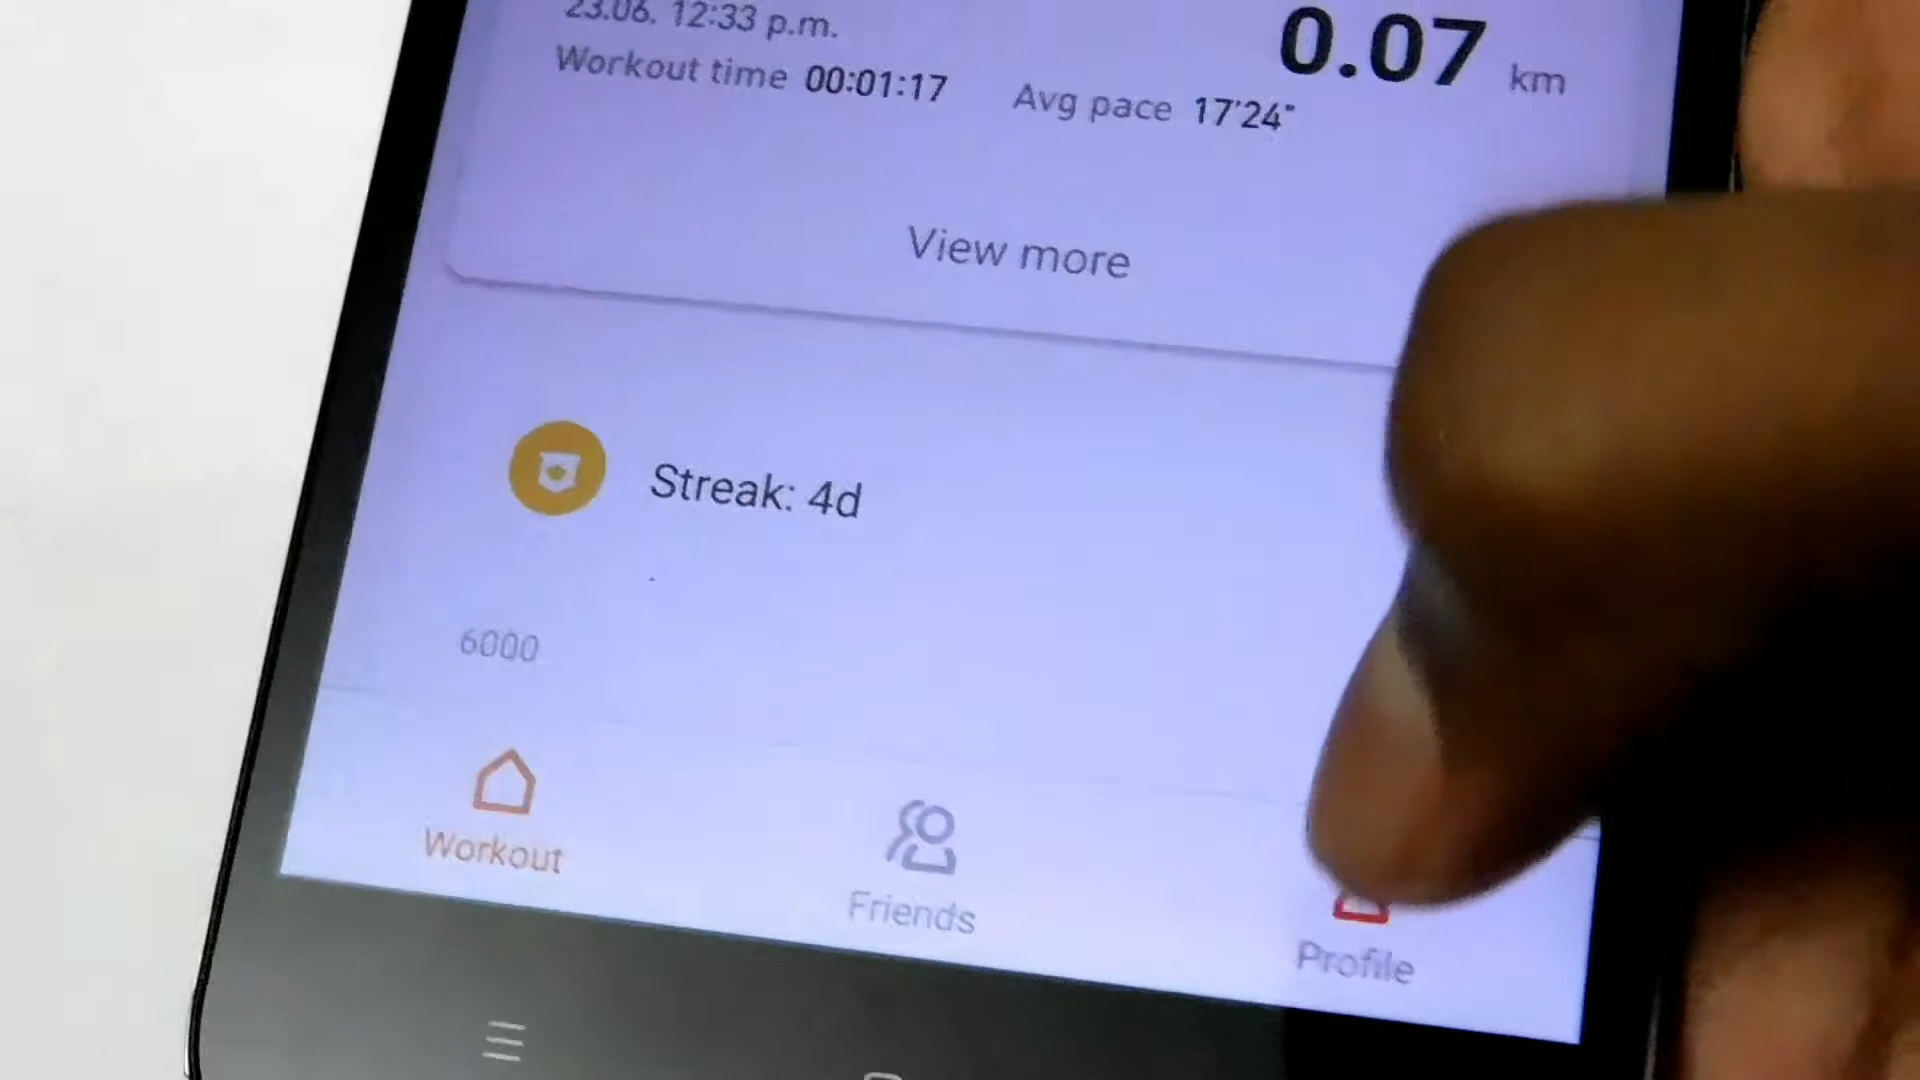 23.06. 12:33 p.m.
0.07 km
Workout time 00:01:17 Avg pace 17'24"
View more
Streak: 4d
6000
Workout
Friends
Profile